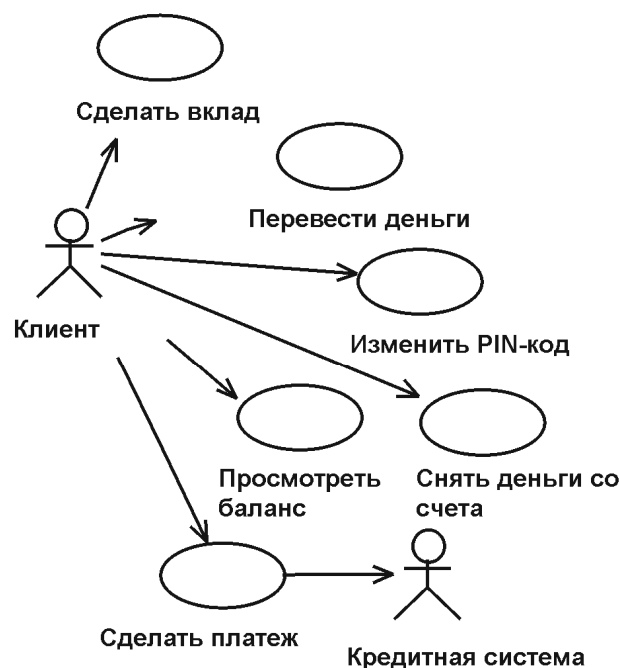 Сделать вклад
Перевести деньги
Клиент
Изменить PIN-код
Просмотреть
баланс
Снять деньги со
счета
Сделать платеж
Кредитная система